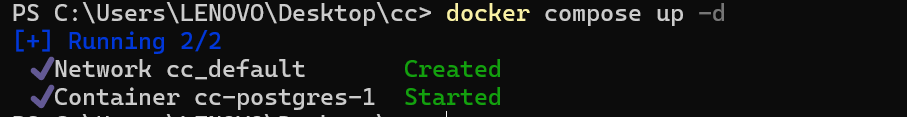 PS C:\Users\LENOVO\Desktop\cc> docker compose up -d
[+] Running 2/2
✔Network cc_default Created
✔Container cc-postgres-1 Started